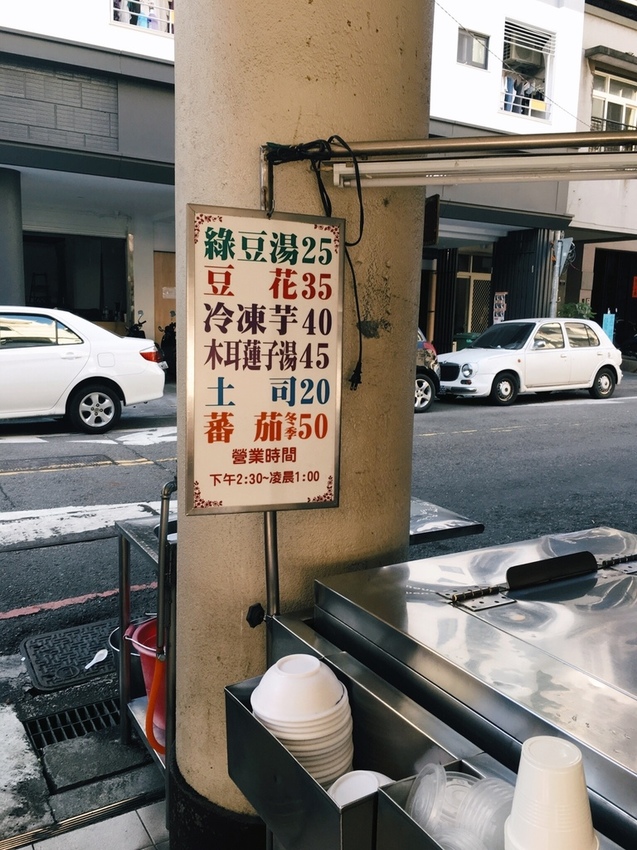 綠豆湯25
豆花35
冷凍芋40
木耳蓮子湯45
土司20
蕃茄冬季50
營業時間
下午2:30~凌晨1:00